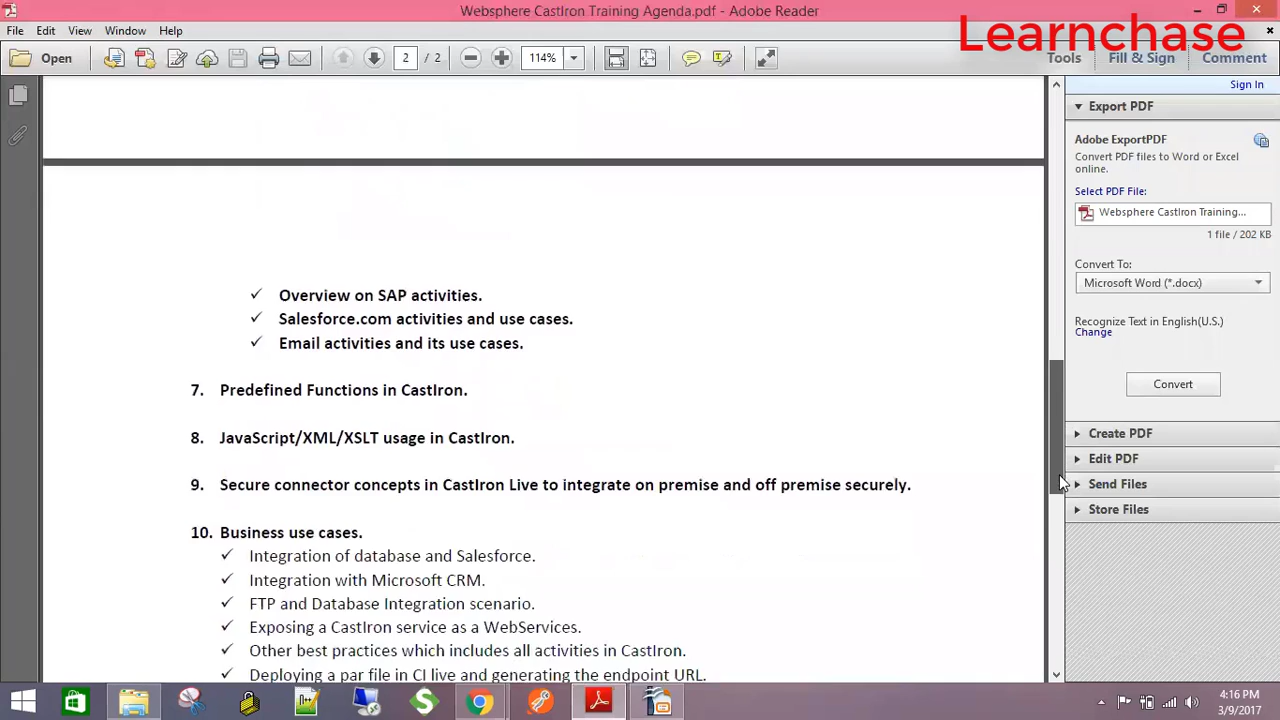 Websphere CastIron Training Agenda.pdf - Adobe Reader
Learnchase
File Edit View Window Help
Open 2 / 2 114% Tools Fill & Sign Comment
Sign In
Export PDF
Adobe ExportPDF
Convert PDF files to Word or Excel
online.
Select PDF File:
Websphere CastIron Training...
1 file / 202 KB
Convert To:
Microsoft Word (*.docx)
Recognize Text in English(U.S.)
Change
Convert
Create PDF
Edit PDF
Send Files
Store Files
✓ Overview on SAP activities.
✓ Salesforce.com activities and use cases.
✓ Email activities and its use cases.
7. Predefined Functions in CastIron.
8. JavaScript/XML/XSLT usage in CastIron.
9. Secure connector concepts in CastIron Live to integrate on premise and off premise securely.
10. Business use cases.
✓ Integration of database and Salesforce.
✓ Integration with Microsoft CRM.
✓ FTP and Database Integration scenario.
✓ Exposing a CastIron service as a WebServices.
✓ Other best practices which includes all activities in CastIron.
✓ Deploying a par file in CI live and generating the endpoint URL.
4:16 PM
3/9/2017